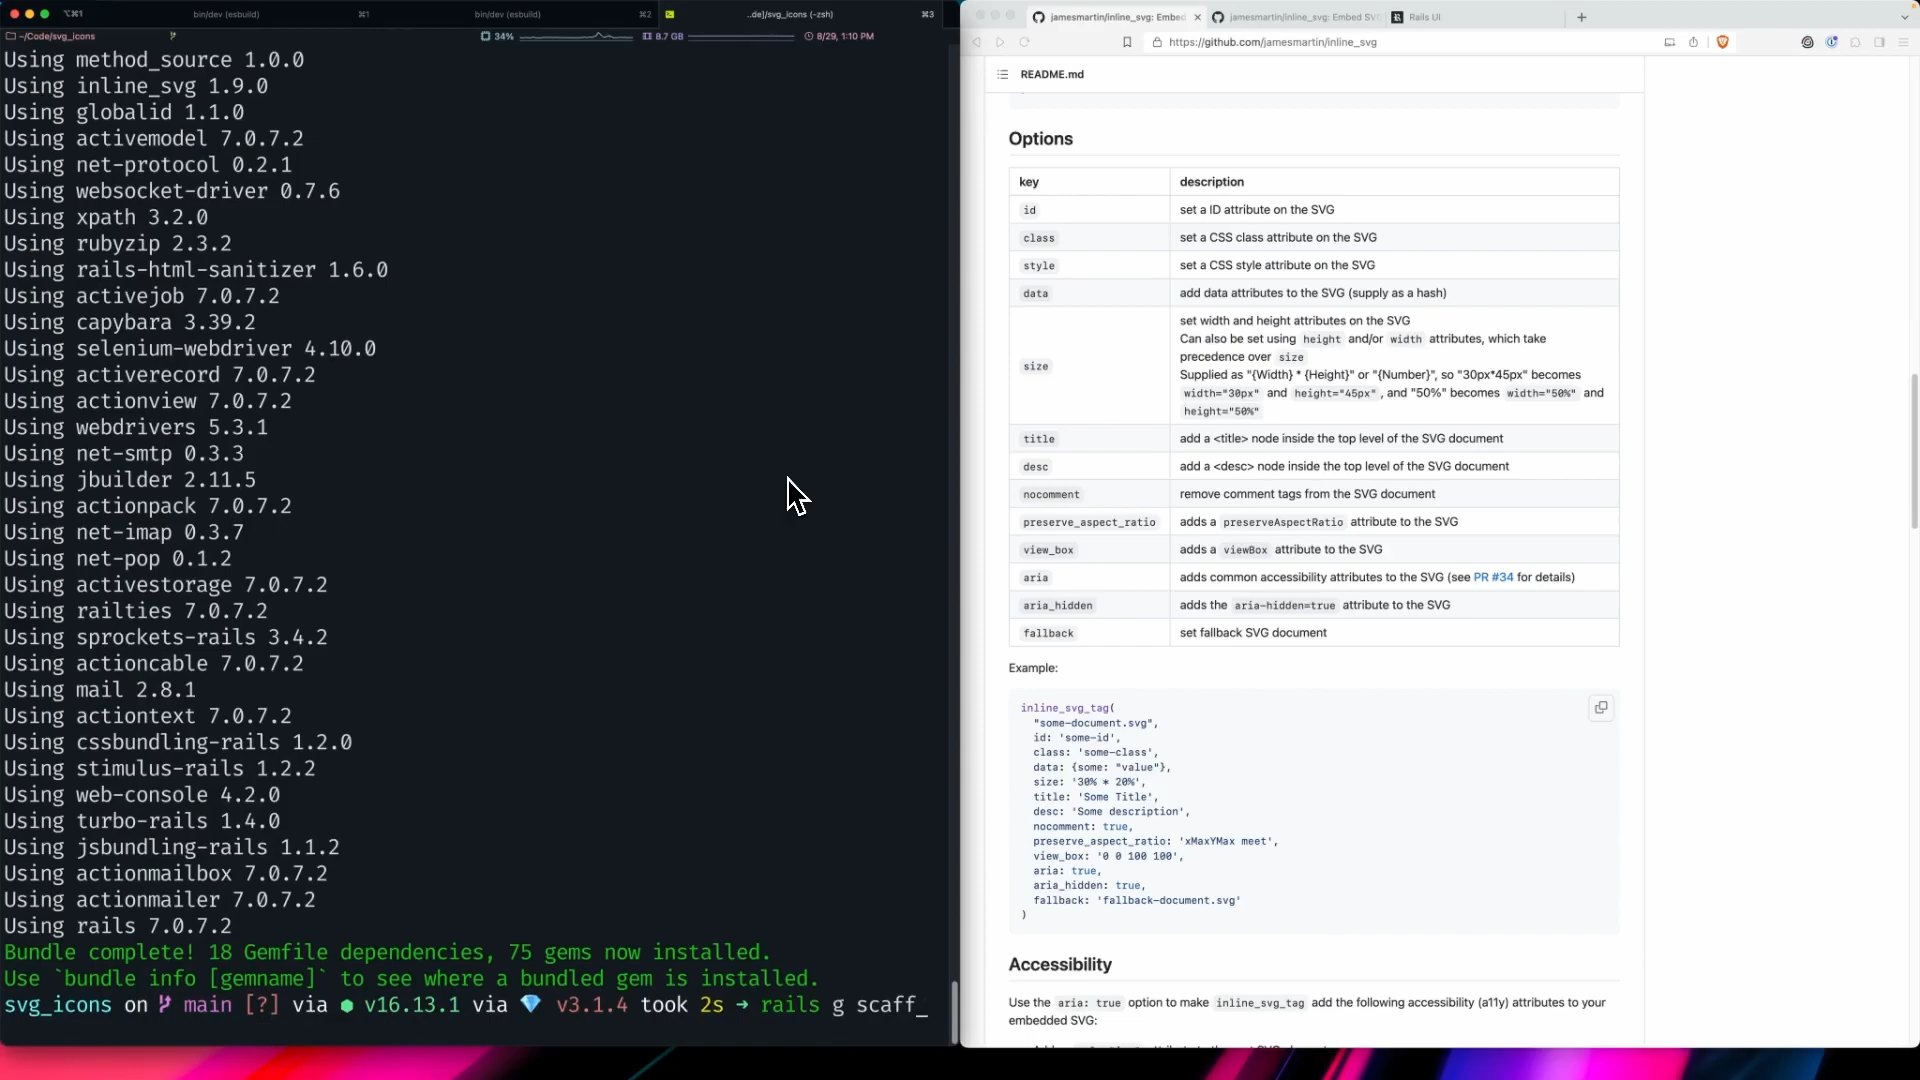 ⌥⌘1
bin/dev (esbuild)
⌘1
bin/dev (esbuild)
⌘2
..de]/svg_icons (-zsh)
⌘3
~/Code/svg_icons
34%
8.7 GB
8/29, 1:10 PM
Using method_source 1.0.0
Using inline_svg 1.9.0
Using globalid 1.1.0
Using activemodel 7.0.7.2
Using net-protocol 0.2.1
Using websocket-driver 0.7.6
Using xpath 3.2.0
Using rubyzip 2.3.2
Using rails-html-sanitizer 1.6.0
Using activejob 7.0.7.2
Using capybara 3.39.2
Using selenium-webdriver 4.10.0
Using activerecord 7.0.7.2
Using actionview 7.0.7.2
Using webdrivers 5.3.1
Using net-smtp 0.3.3
Using jbuilder 2.11.5
Using actionpack 7.0.7.2
Using net-imap 0.3.7
Using net-pop 0.1.2
Using activestorage 7.0.7.2
Using railties 7.0.7.2
Using sprockets-rails 3.4.2
Using actioncable 7.0.7.2
Using mail 2.8.1
Using actiontext 7.0.7.2
Using cssbundling-rails 1.2.0
Using stimulus-rails 1.2.2
Using web-console 4.2.0
Using turbo-rails 1.4.0
Using jsbundling-rails 1.1.2
Using actionmailbox 7.0.7.2
Using actionmailer 7.0.7.2
Using rails 7.0.7.2
Bundle complete! 18 Gemfile dependencies, 75 gems now installed.
Use `bundle info [gemname]` to see where a bundled gem is installed.
svg_icons on main [?] via v16.13.1 via v3.1.4 took 2s → rails g scaff_
jamesmartin/inline_svg: Embed
jamesmartin/inline_svg: Embed SV
Rails UI
https://github.com/jamesmartin/inline_svg
README.md
Options
key description
id set a ID attribute on the SVG
class set a CSS class attribute on the SVG
style set a CSS style attribute on the SVG
data add data attributes to the SVG (supply as a hash)
size
set width and height attributes on the SVG
Can also be set using height and/or width attributes, which take
precedence over size
Supplied as "{Width} * {Height}" or "{Number}", so "30px*45px" becomes
width="30px" and height="45px", and "50%" becomes width="50%" and
height="50%"
title add a <title> node inside the top level of the SVG document
desc add a <desc> node inside the top level of the SVG document
nocomment remove comment tags from the SVG document
preserve_aspect_ratio adds a preserveAspectRatio attribute to the SVG
view_box adds a viewBox attribute to the SVG
aria adds common accessibility attributes to the SVG (see PR #34 for details)
aria_hidden adds the aria-hidden=true attribute to the SVG
fallback set fallback SVG document
Example:
inline_svg_tag(
"some-document.svg",
id: 'some-id',
class: 'some-class',
data: {some: "value"},
size: '30% * 20%',
title: 'Some Title',
desc: 'Some description',
nocomment: true,
preserve_aspect_ratio: 'xMaxYMax meet',
view_box: '0 0 100 100',
aria: true,
aria_hidden: true,
fallback: 'fallback-document.svg'
)
Accessibility
Use the aria: true option to make inline_svg_tag add the following accessibility (a11y) attributes to your
embedded SVG: